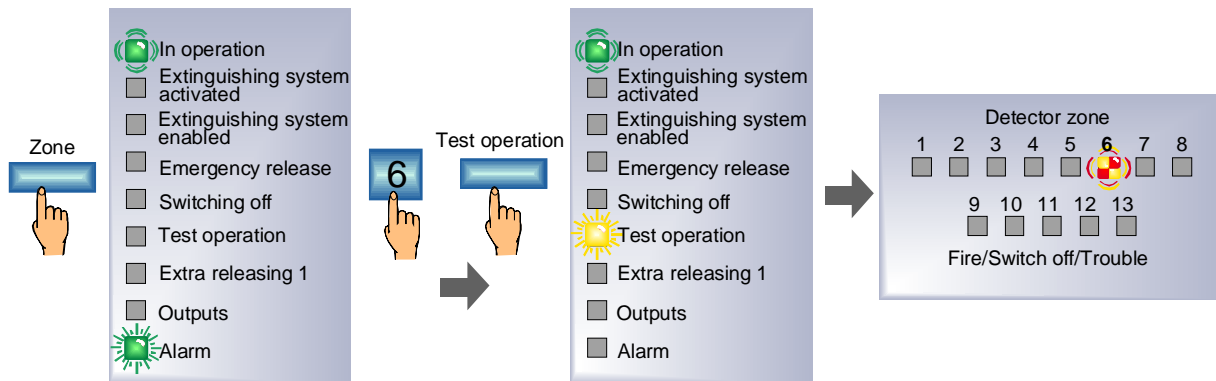 Zone
In operation
Extinguishing system
activated
Extinguishing system
enabled
Emergency release
Switching off
Test operation
Extra releasing 1
Outputs
Alarm
6
Test operation
In operation
Extinguishing system
activated
Extinguishing system
enabled
Emergency release
Switching off
Test operation
Extra releasing 1
Outputs
Alarm
Detector zone
1 2 3 4 5 6 7 8
9 10 11 12 13
Fire/Switch off/Trouble